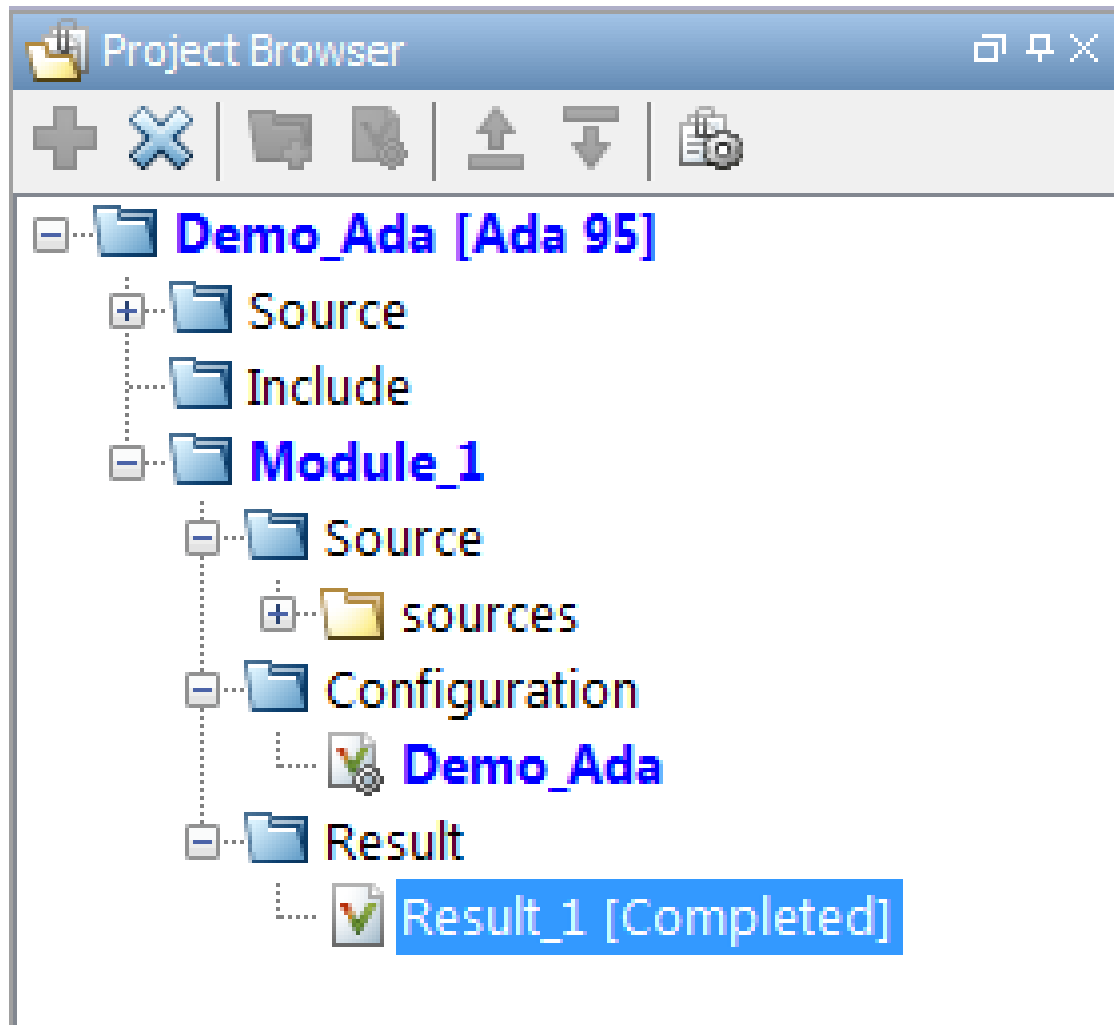 Project Browser
Demo_Ada [Ada 95]
Source
Include
Module_1
Source
sources
Configuration
Demo_Ada
Result
Result_1 [Completed]